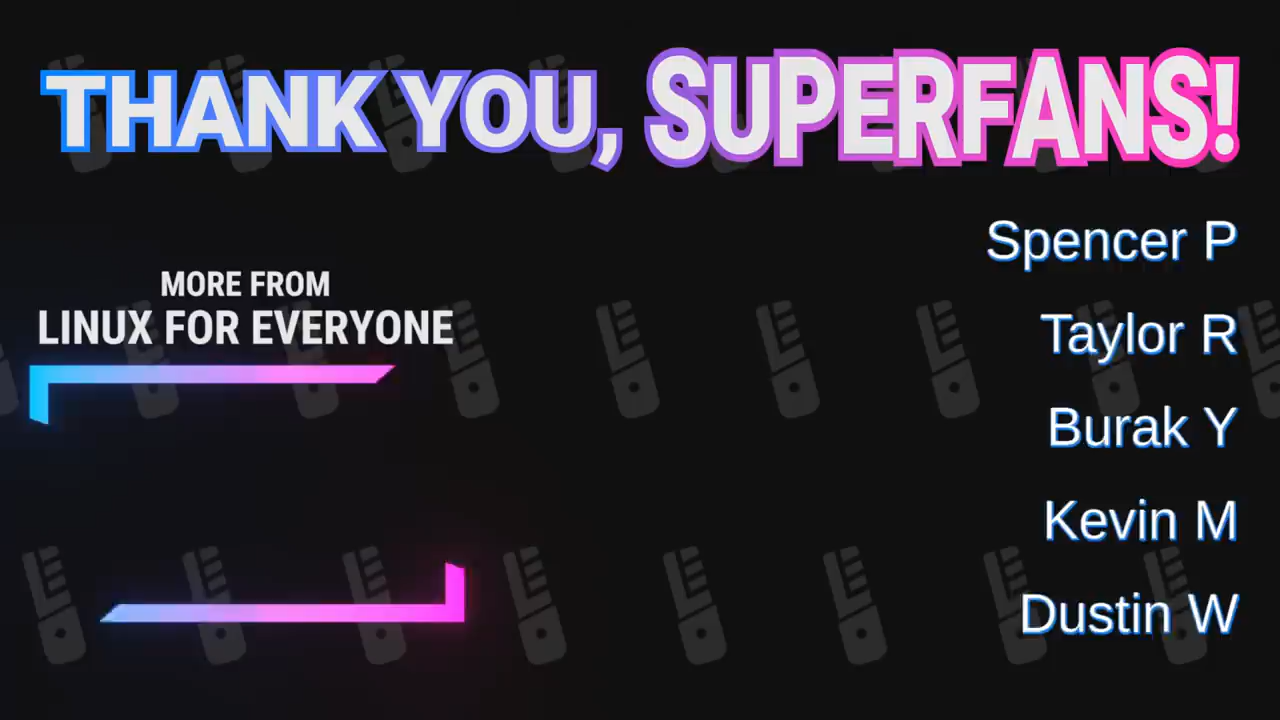 THANK YOU, SUPERFANS!
MORE FROM
LINUX FOR EVERYONE
Spencer P
Taylor R
Burak Y
Kevin M
Dustin W